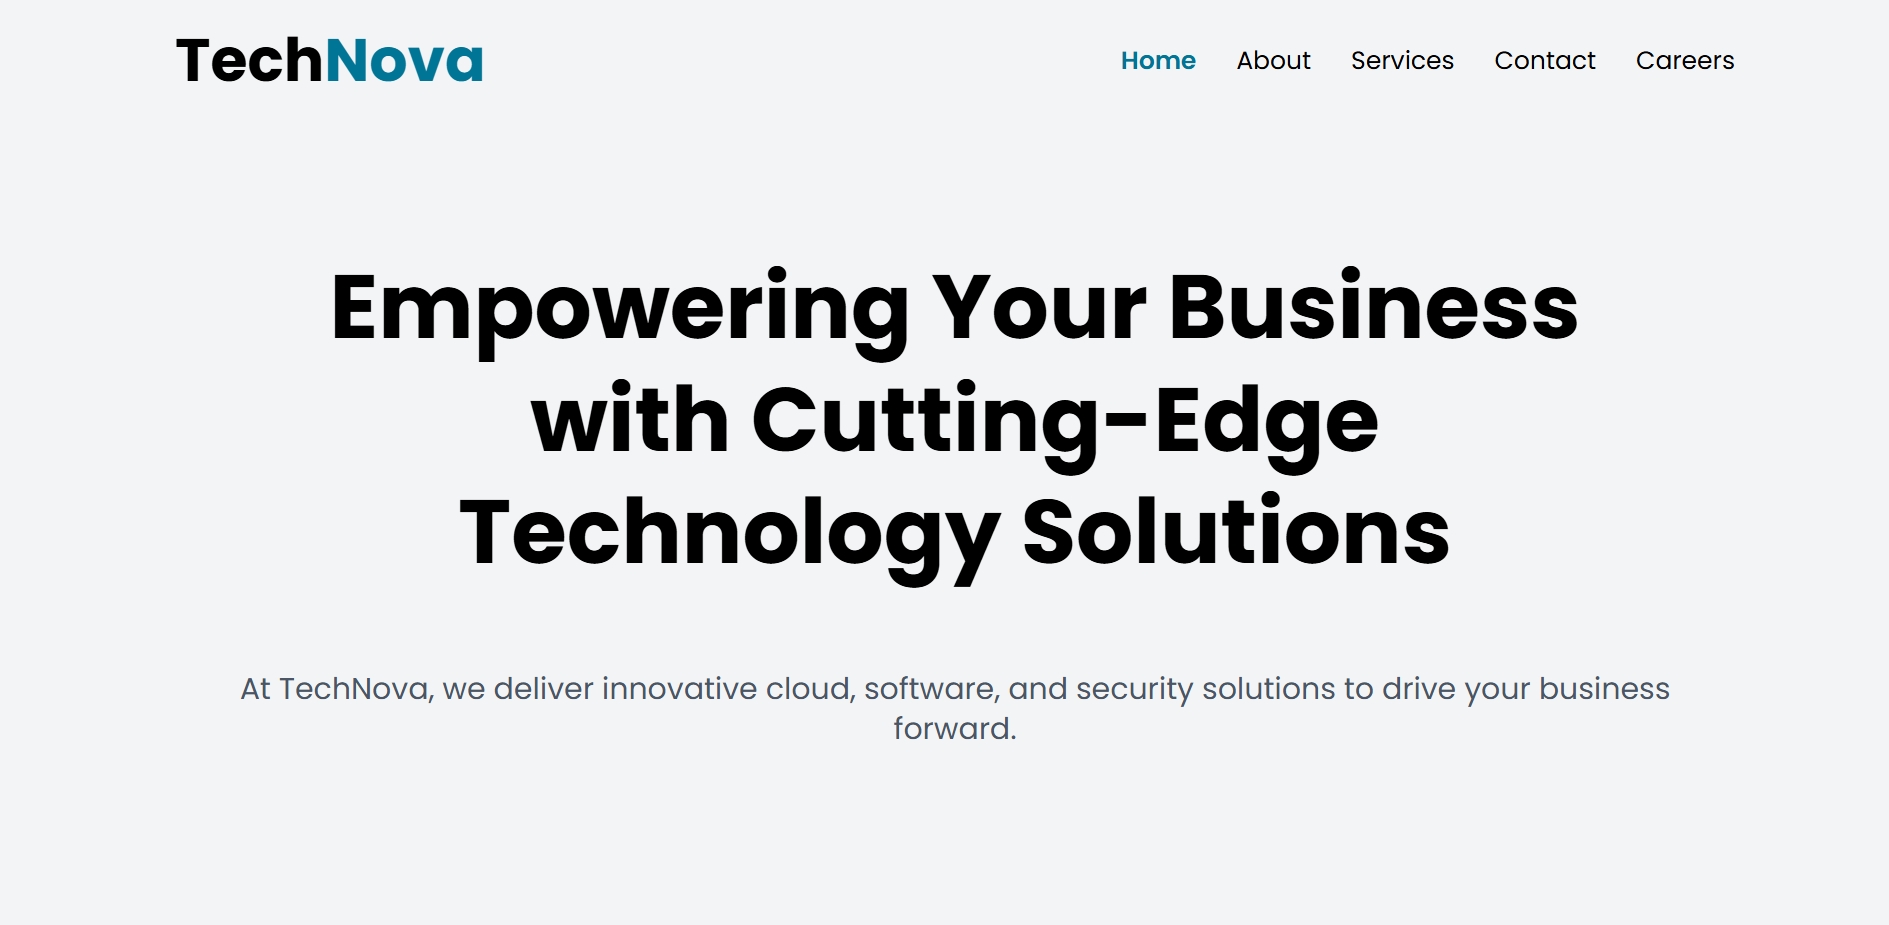 TechNova
Home About Services Contact Careers
Empowering Your Business
with Cutting-Edge
Technology Solutions
At TechNova, we deliver innovative cloud, software, and security solutions to drive your business
forward.